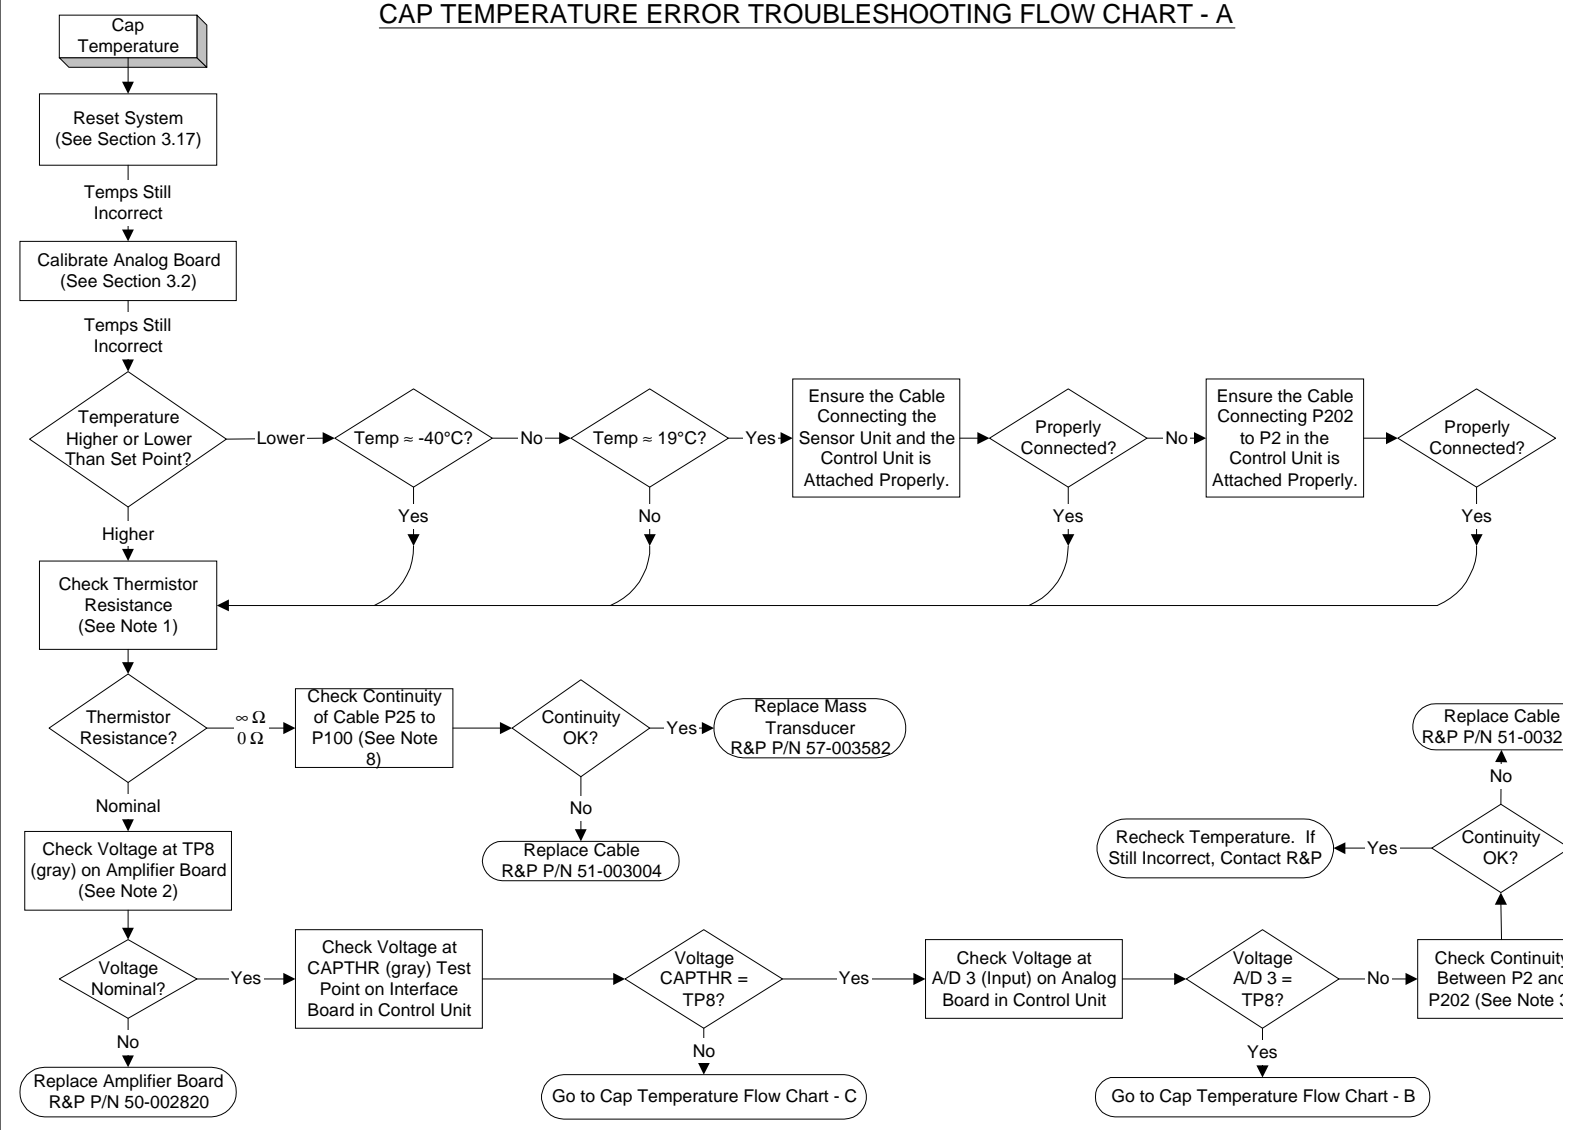 CAP TEMPERATURE ERROR TROUBLESHOOTING FLOW CHART - A
Cap
Temperature
Reset System
(See Section 3.17)
Temps Still
Incorrect
Calibrate Analog Board
(See Section 3.2)
Temps Still
Incorrect
Temperature
Higher or Lower
Than Set Point?
Lower
Temp ≈ -40°C?
No
Temp ≈ 19°C?
Yes
Ensure the Cable
Connecting the
Sensor Unit and the
Control Unit is
Attached Properly.
Properly
Connected?
No
Ensure the Cable
Connecting P202
to P2 in the
Control Unit is
Attached Properly.
Properly
Connected?
Higher
Yes
No
Yes
Yes
Check Thermistor
Resistance
(See Note 1)
Thermistor
Resistance?
∞ Ω
0 Ω
Check Continuity
of Cable P25 to
P100 (See Note
8)
Continuity
OK?
Yes
Replace Mass
Transducer
R&P P/N 57-003582
No
Replace Cable
R&P P/N 51-003004
Nominal
Check Voltage at TP8
(gray) on Amplifier Board
(See Note 2)
Voltage
Nominal?
Yes
Check Voltage at
CAPTHR (gray) Test
Point on Interface
Board in Control Unit
Voltage
CAPTHR =
TP8?
Yes
Check Voltage at
A/D 3 (Input) on Analog
Board in Control Unit
Voltage
A/D 3 =
TP8?
No
Check Continuity
Between P2 and
P202 (See Note
Continuity
OK?
No
Replace Cable
R&P P/N 51-0032
Yes
Recheck Temperature. If
Still Incorrect, Contact R&P
No
Replace Amplifier Board
R&P P/N 50-002820
No
Go to Cap Temperature Flow Chart - C
Yes
Go to Cap Temperature Flow Chart - B